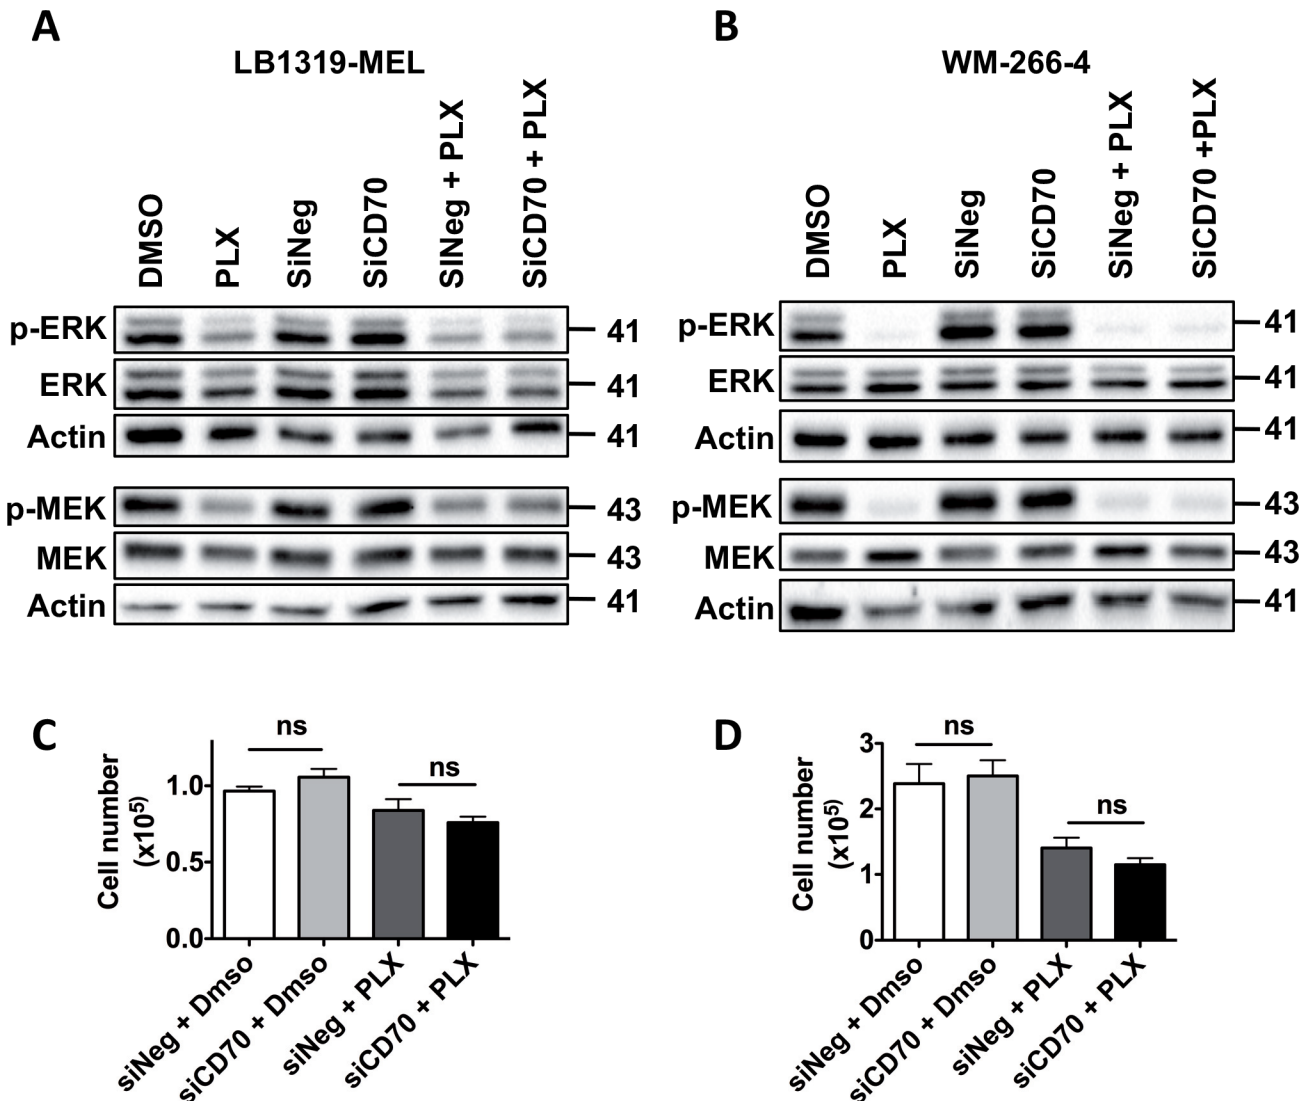 A
LB1319-MEL
DMSO
PLX
SiNeg
SiCD70
SINeg + PLX
SiCD70 + PLX
p-ERK
41
ERK
41
Actin
41
p-MEK
43
MEK
43
Actin
41
B
WM-266-4
DMSO
PLX
SiNeg
SiCD70
SiNeg + PLX
SiCD70 +PLX
p-ERK
41
ERK
41
Actin
41
p-MEK
43
MEK
43
Actin
41
C
Cell number
(x10⁵)
1.0
0.5
0.0
ns
ns
siNeg + Dmso
siCD70 + Dmso
siNeg + PLX
siCD70 + PLX
D
Cell number
(x10⁵)
3
2
1
0
ns
ns
siNeg + Dmso
siCD70 + Dmso
siNeg + PLX
siCD70 + PLX